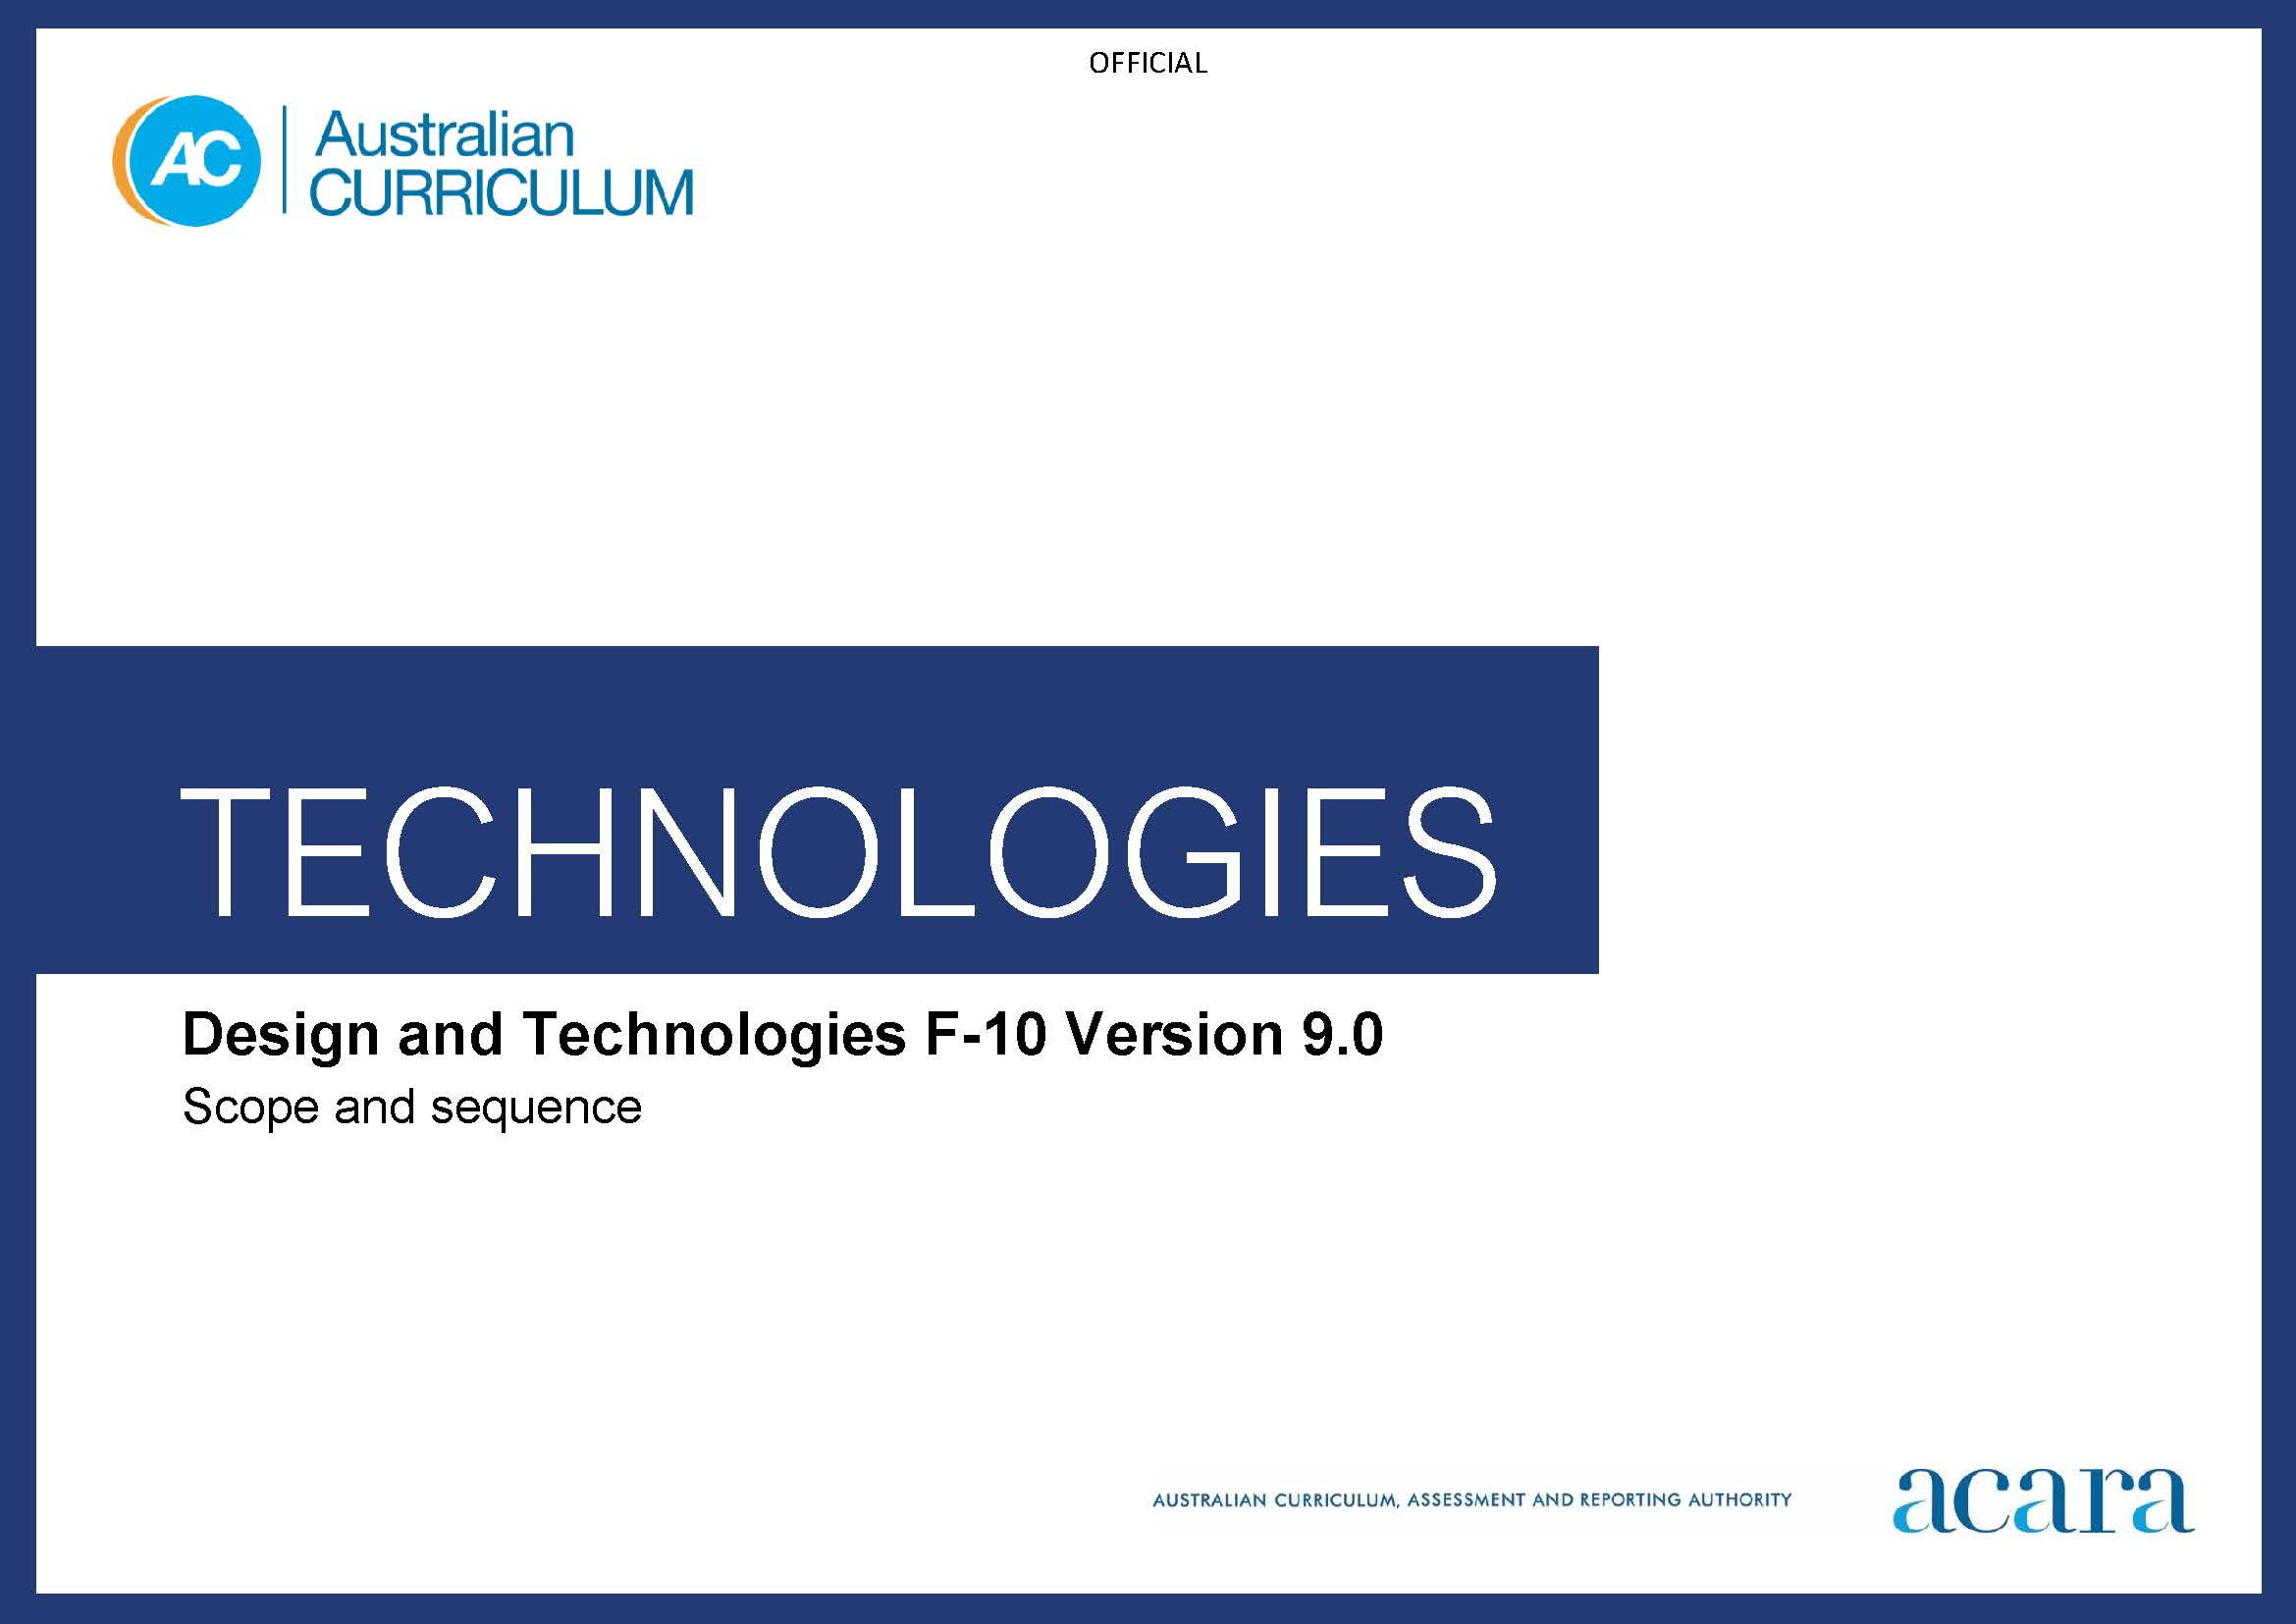 OFFICIAL
AC
Australian
CURRICULUM
TECHNOLOGIES
Design and Technologies F-10 Version 9.0
Scope and sequence
AUSTRALIAN CURRICULUM, ASSESSMENT AND REPORTING AUTHORITY
acara